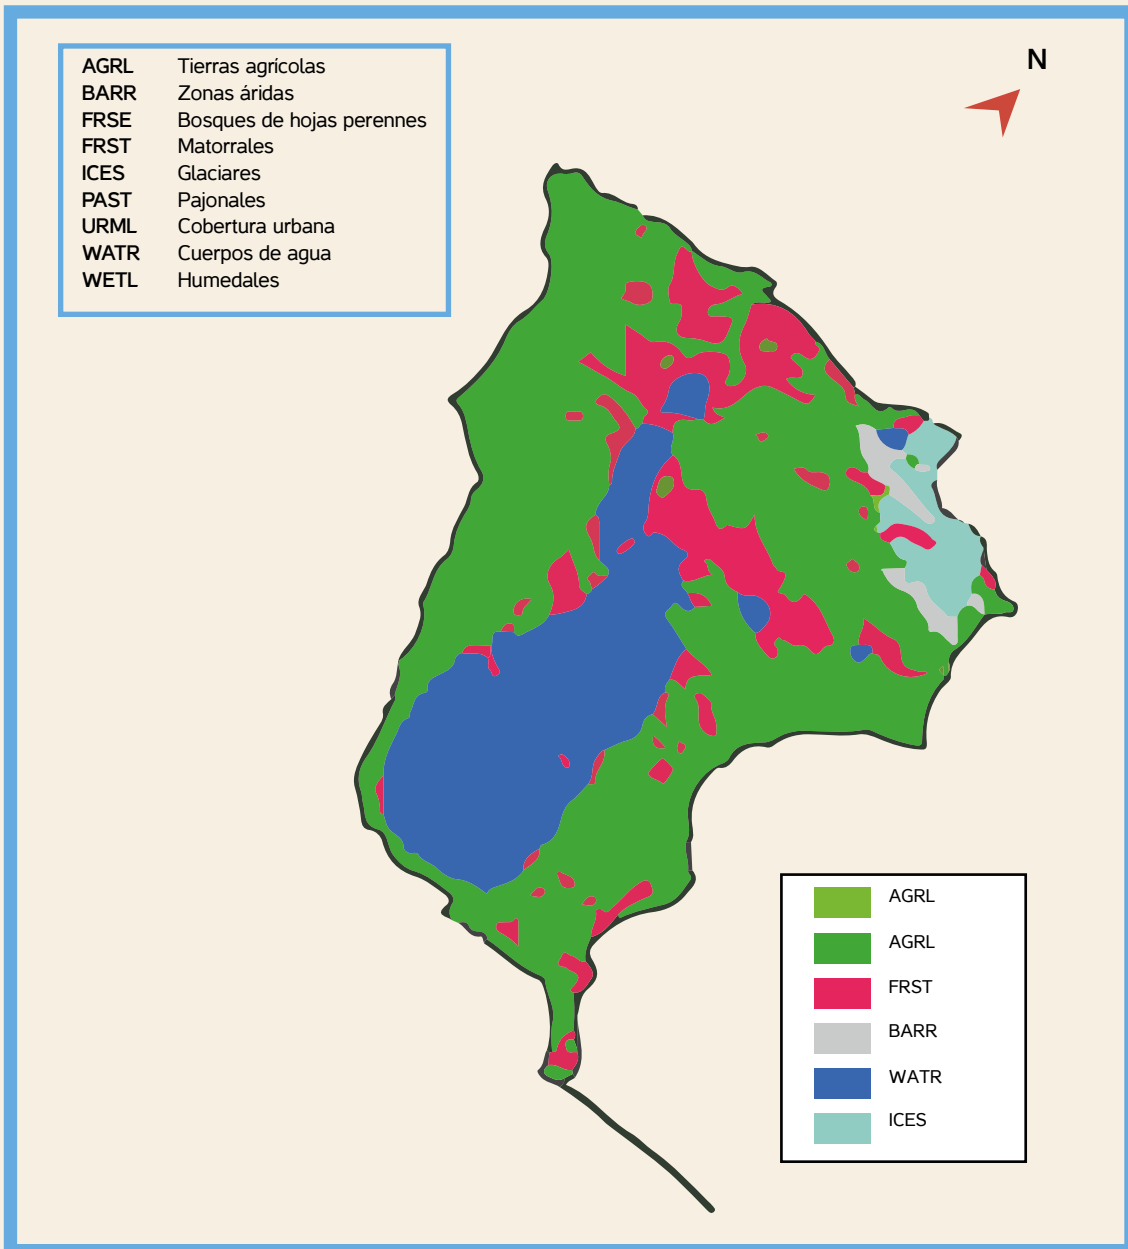 AGRL Tierras agrícolas
BARR Zonas áridas
FRSE Bosques de hojas perennes
FRST Matorrales
ICES Glaciares
PAST Pajonales
URML Cobertura urbana
WATR Cuerpos de agua
WETL Humedales
N
AGRL
AGRL
FRST
BARR
WATR
ICES